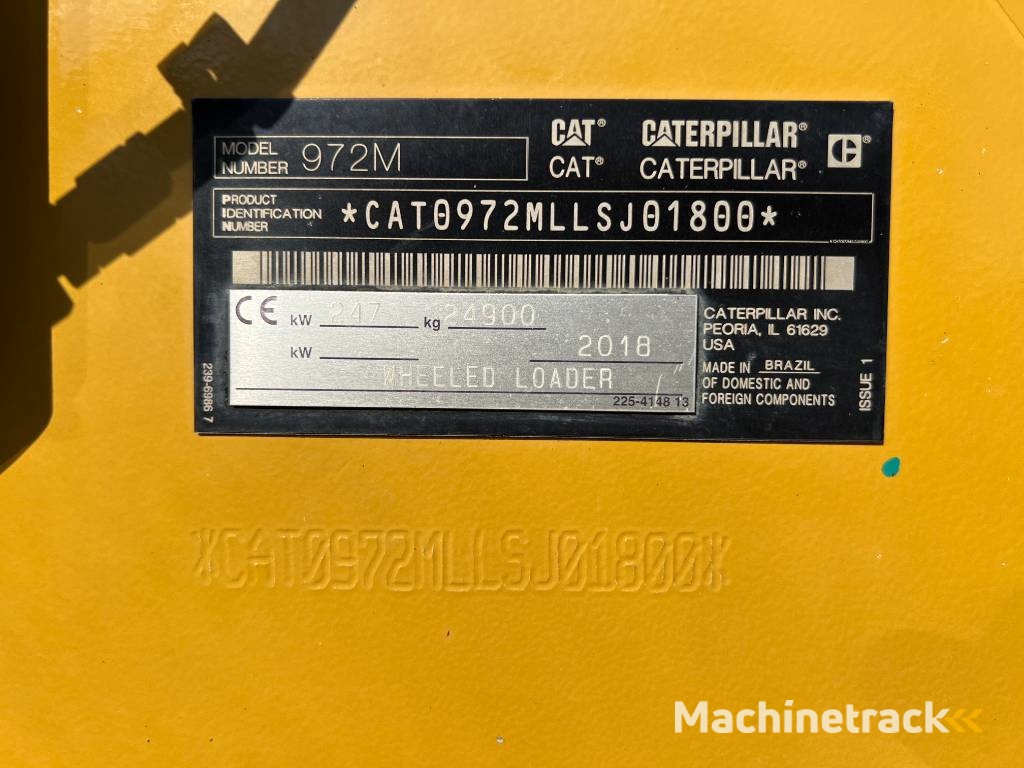 MODEL NUMBER 972M
CAT® CATERPILLAR®
CAT® CATERPILLAR®
PRODUCT IDENTIFICATION NUMBER *CAT0972MLLSJ01800*
CE kW 247 kg 24900
kW 2018
WHEELED LOADER
225-4148 13
239-6986 7
CATERPILLAR INC.
PEORIA, IL 61629
USA
MADE IN BRAZIL
OF DOMESTIC AND
FOREIGN COMPONENTS
ISSUE 1
*CAT0972MLLSJ01800*
Machinetrack